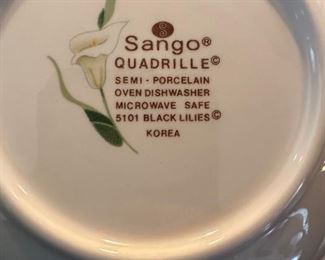 S
Sango®
QUADRILLE©
SEMI - PORCELAIN
OVEN DISHWASHER
MICROWAVE SAFE
5101 BLACK LILIES©
KOREA